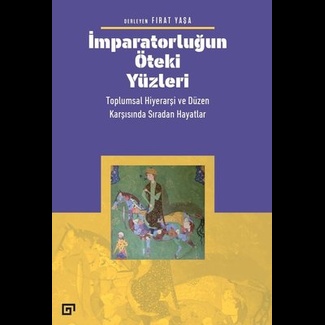 DERLEYEN FIRAT YAŞA
İmparatorluğun
Öteki
Yüzleri
Toplumsal Hiyerarşi ve Düzen
Karşısında Sıradan Hayatlar